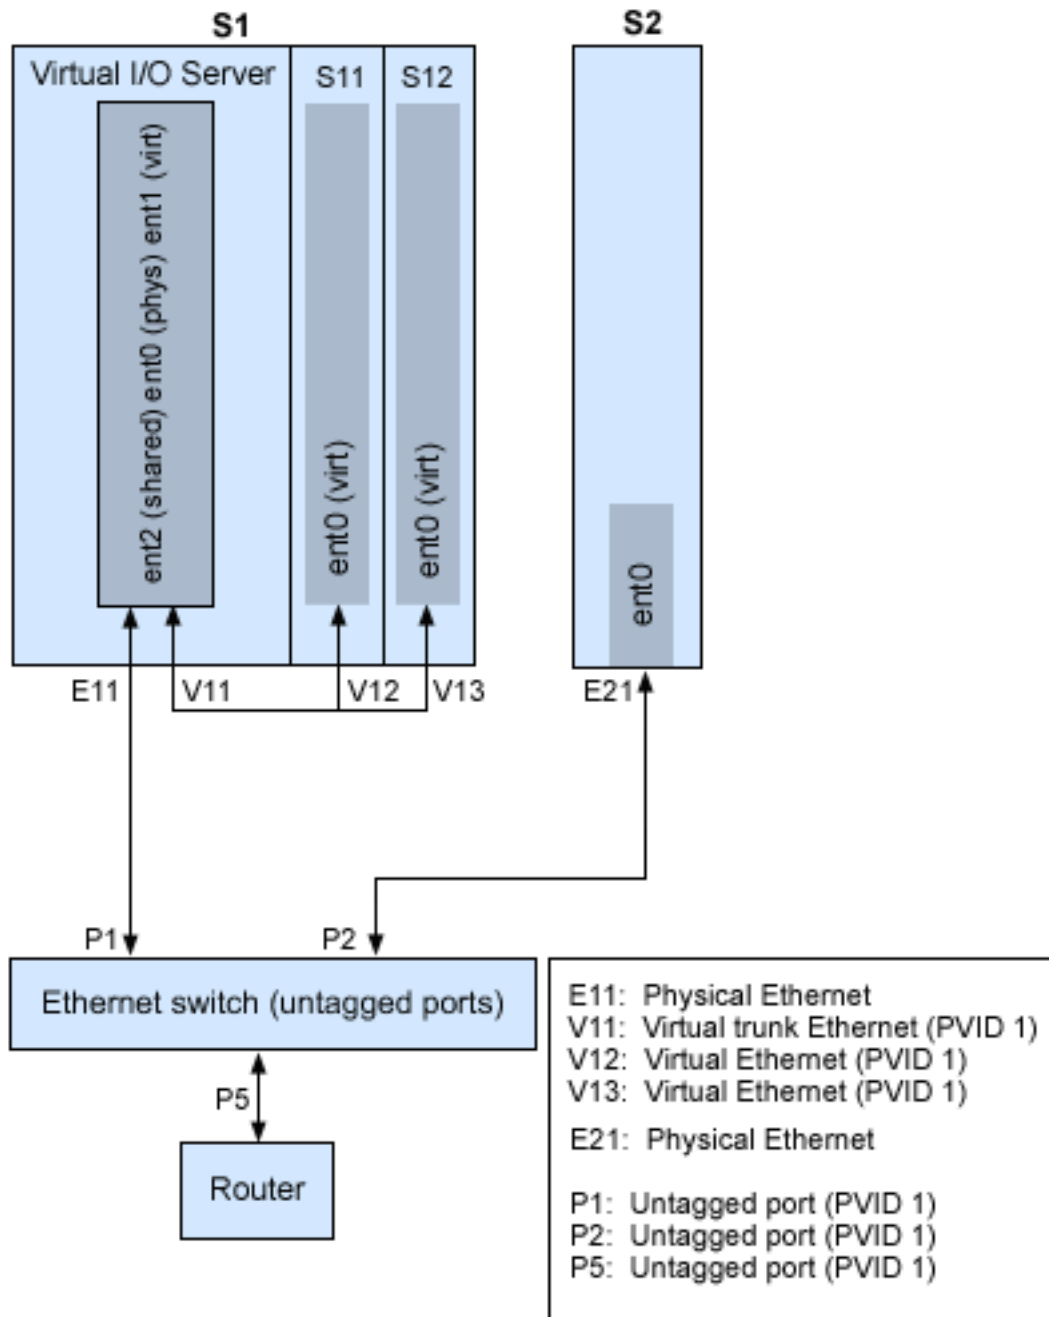 S1
S2
Virtual I/O Server
S11
S12
ent2 (shared) ent0 (phys) ent1 (virt)
ent0 (virt)
ent0 (virt)
ent0
E11
V11
V12
V13
E21
P1
P2
Ethernet switch (untagged ports)
P5
Router
E11: Physical Ethernet
V11: Virtual trunk Ethernet (PVID 1)
V12: Virtual Ethernet (PVID 1)
V13: Virtual Ethernet (PVID 1)
E21: Physical Ethernet
P1: Untagged port (PVID 1)
P2: Untagged port (PVID 1)
P5: Untagged port (PVID 1)